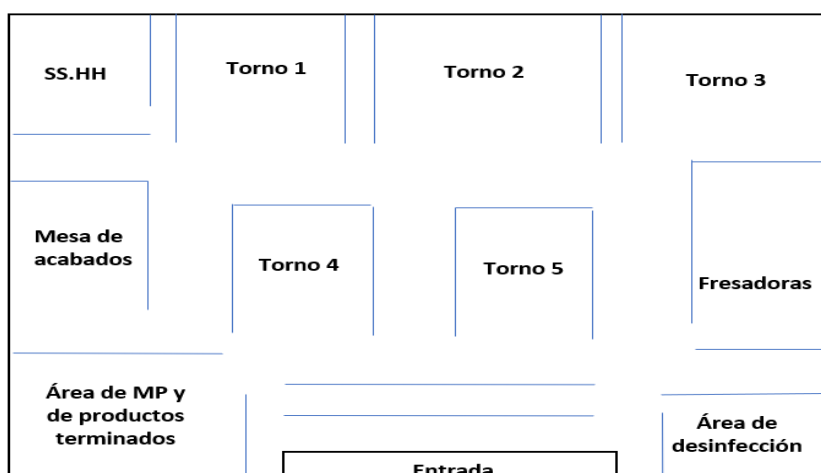 SS.HH
Torno 1
Torno 2
Torno 3
Mesa de
acabados
Torno 4
Torno 5
Fresadoras
Área de MP y
de productos
terminados
Área de
desinfección
Entrada